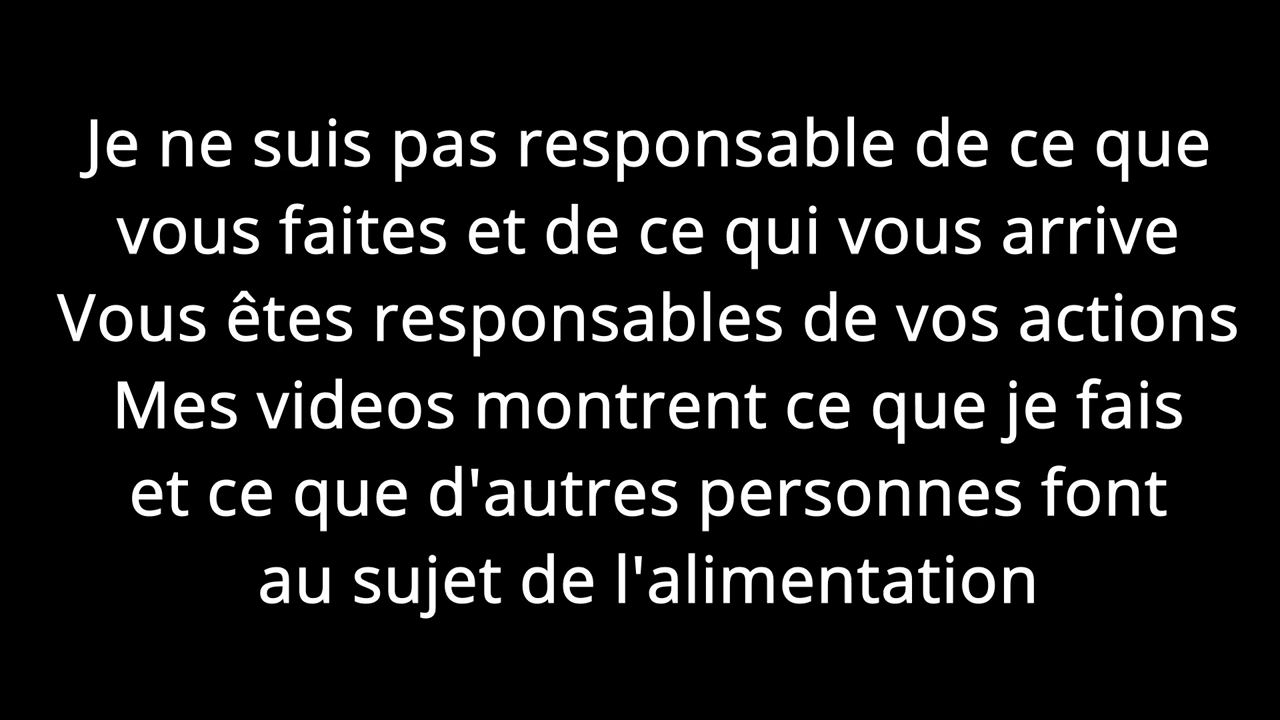 Je ne suis pas responsable de ce que
vous faites et de ce qui vous arrive
Vous êtes responsables de vos actions
Mes videos montrent ce que je fais
et ce que d'autres personnes font
au sujet de l'alimentation